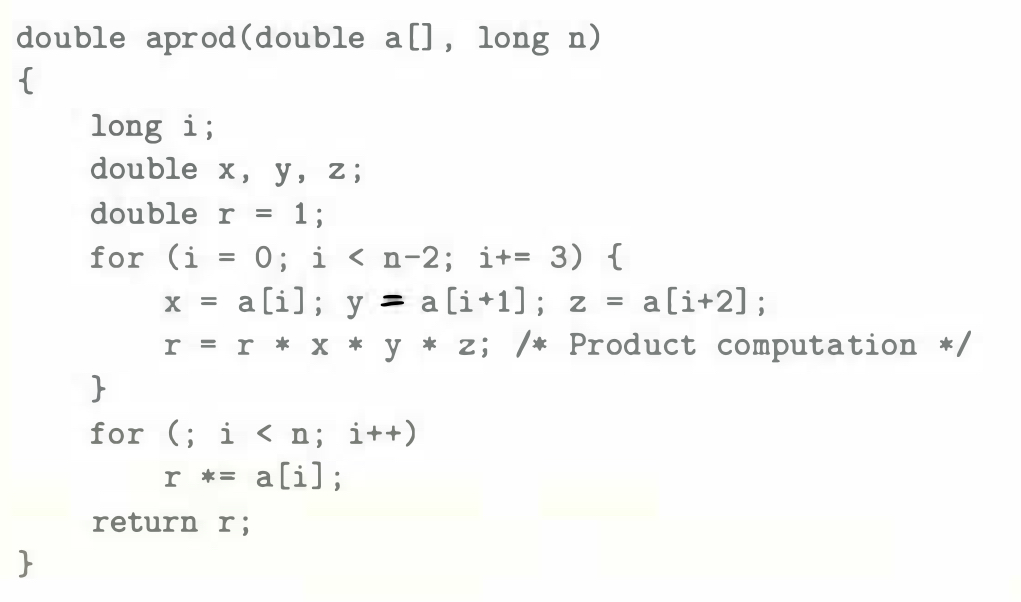 double aprod(double a[], long n)
{
    long i;
    double x, y, z;
    double r = 1;
    for (i = 0; i < n-2; i+= 3) {
        x = a[i]; y = a[i+1]; z = a[i+2];
        r = r * x * y * z; /* Product computation */
    }
    for (; i < n; i++)
        r *= a[i];
    return r;
}